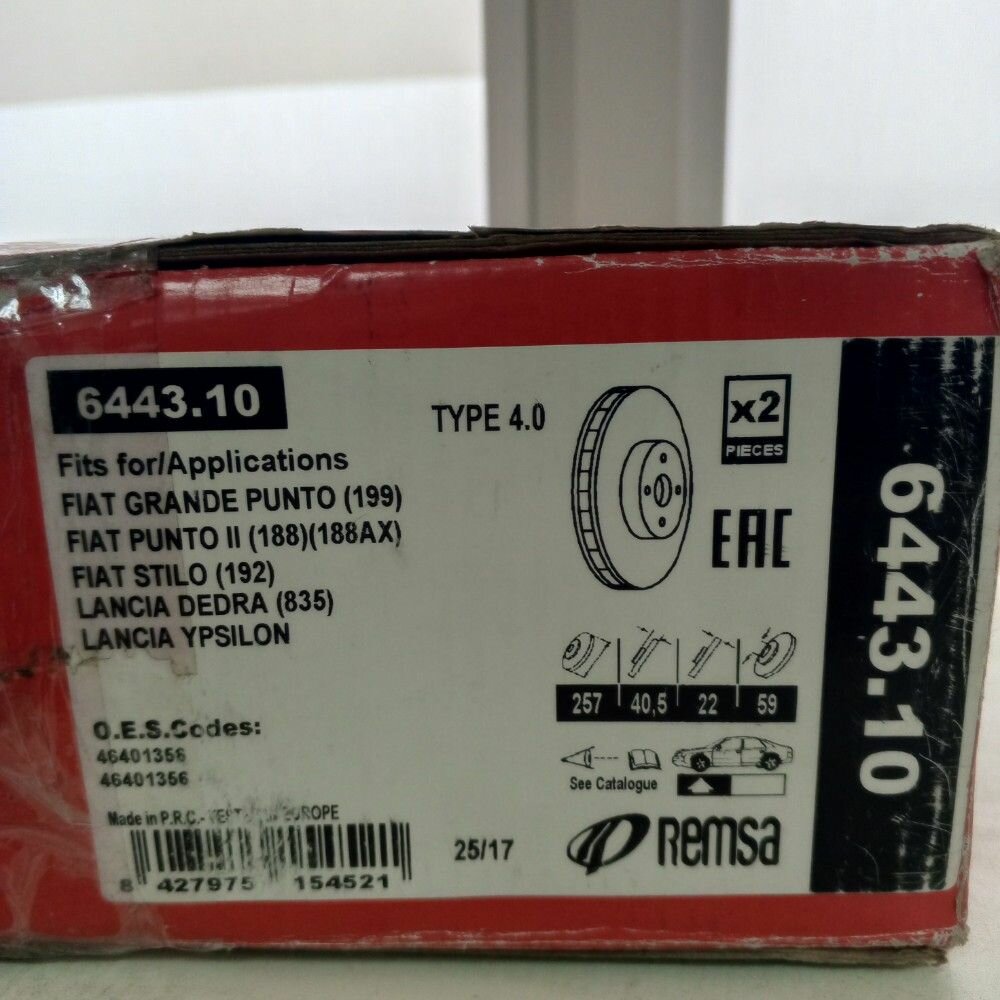 6443.10
TYPE 4.0
x2
PIECES
Fits for/Applications
FIAT GRANDE PUNTO (199)
FIAT PUNTO II (188)(188AX)
FIAT STILO (192)
LANCIA DEDRA (835)
LANCIA YPSILON
EAC
257 40,5 22 59
See Catalogue
O.E.S.Codes:
46401356
46401356
Made in P.R.C.- EUROPE
8 427975 154521
25/17
Remsa
6443.10